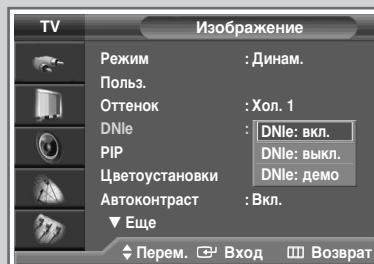 TV Изображение
Режим : Динам.
Польз.
Оттенок : Хол. 1
DNIe : DNIe: вкл.
PIP DNIe: выкл.
Цветоустановки DNIe: демо
Автоконтраст : Вкл.
▼ Еще
Перем. Вход Возврат